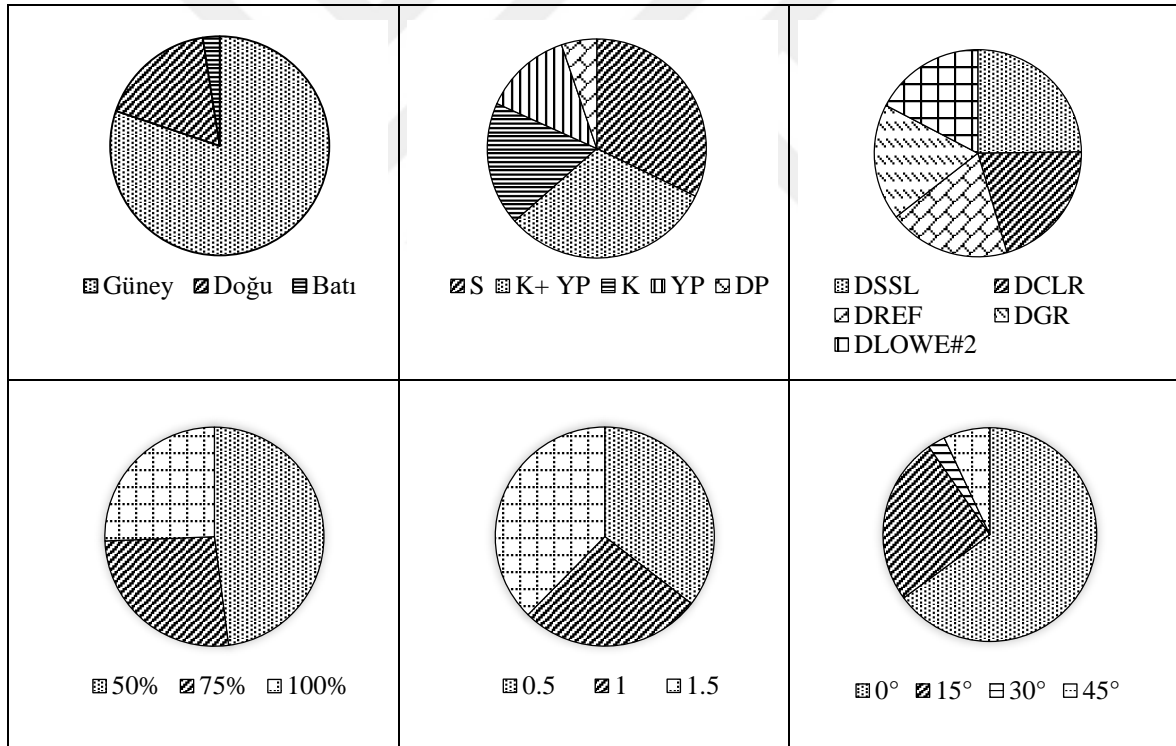 Güney Doğu Batı
S K+ YP K YP DP
DSSL DCLR
DREF DGR
DLOWE#2
50% 75% 100%
0.5 1 1.5
0° 15° 30° 45°